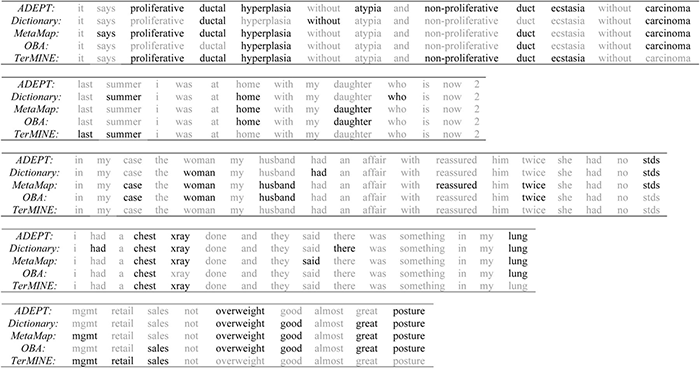 ADEPT: it says proliferative ductal hyperplasia without atypia and non-proliferative duct ecstasia without carcinoma
Dictionary: it says proliferative ductal hyperplasia without atypia and non-proliferative duct ecstasia without carcinoma
MetaMap: it says proliferative ductal hyperplasia without atypia and non-proliferative duct ecstasia without carcinoma
OBA: it says proliferative ductal hyperplasia without atypia and non-proliferative duct ecstasia without carcinoma
TerMINE: it says proliferative ductal hyperplasia without atypia and non-proliferative duct ecstasia without carcinoma
ADEPT: last summer i was at home with my daughter who is now 2
Dictionary: last summer i was at home with my daughter who is now 2
MetaMap: last summer i was at home with my daughter who is now 2
OBA: last summer i was at home with my daughter who is now 2
TerMINE: last summer i was at home with my daughter who is now 2
ADEPT: in my case the woman my husband had an affair with reassured him twice she had no stds
Dictionary: in my case the woman my husband had an affair with reassured him twice she had no stds
MetaMap: in my case the woman my husband had an affair with reassured him twice she had no stds
OBA: in my case the woman my husband had an affair with reassured him twice she had no stds
TerMINE: in my case the woman my husband had an affair with reassured him twice she had no stds
ADEPT: i had a chest xray done and they said there was something in my lung
Dictionary: i had a chest xray done and they said there was something in my lung
MetaMap: i had a chest xray done and they said there was something in my lung
OBA: i had a chest xray done and they said there was something in my lung
TerMINE: i had a chest xray done and they said there was something in my lung
ADEPT: mgmt retail sales not overweight good almost great posture
Dictionary: mgmt retail sales not overweight good almost great posture
MetaMap: mgmt retail sales not overweight good almost great posture
OBA: mgmt retail sales not overweight good almost great posture
TerMINE: mgmt retail sales not overweight good almost great posture